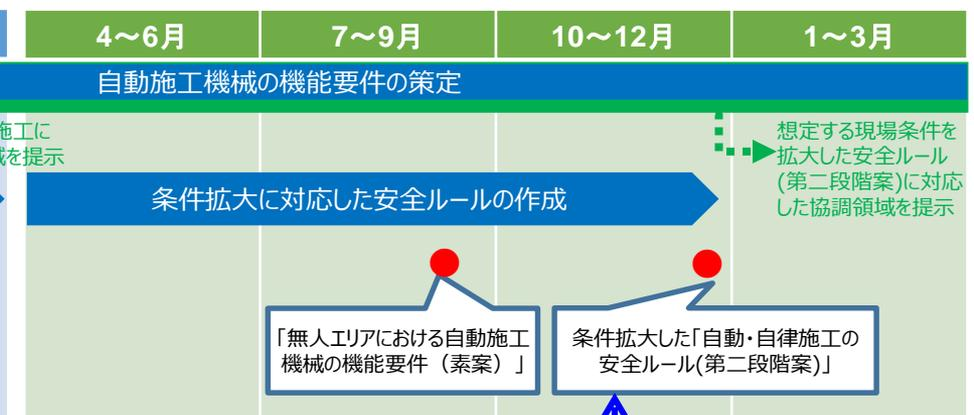 4～6月
7～9月
10～12月
1～3月
自動施工機械の機能要件の策定
施工に
を提示
想定する現場条件を
拡大した安全ルール
(第二段階案)に対応
した協調領域を提示
条件拡大に対応した安全ルールの作成
「無人エリアにおける自動施工
機械の機能要件（素案）」
条件拡大した「自動・自律施工の
安全ルール(第二段階案)」